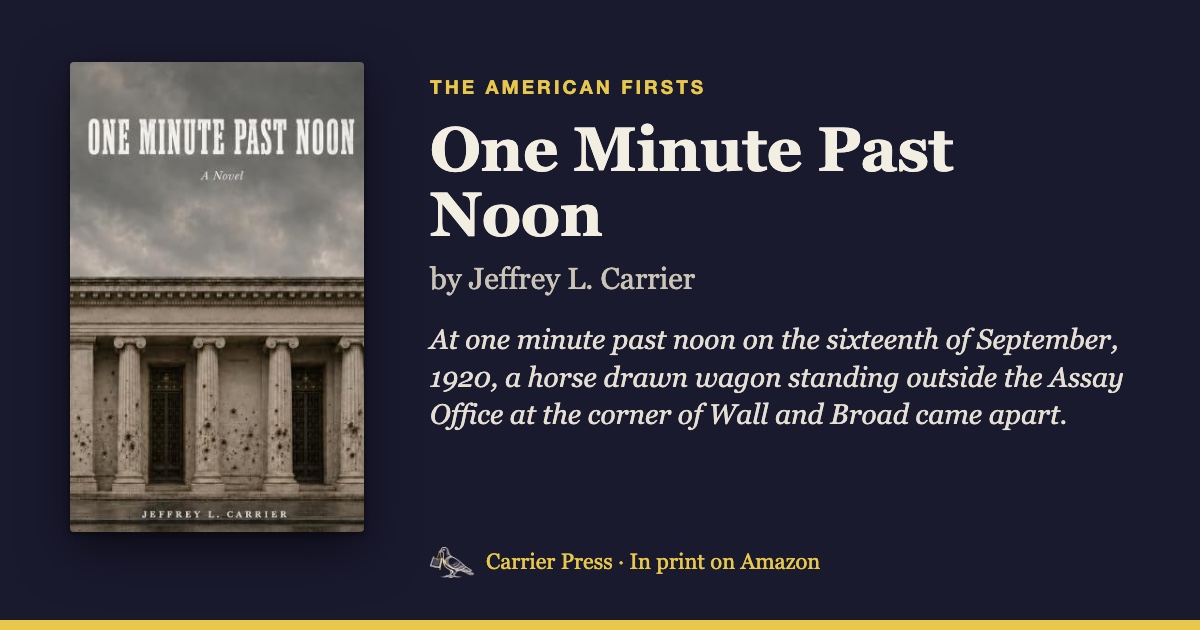 ONE MINUTE PAST NOON
A Novel
JEFFREY L. CARRIER
THE AMERICAN FIRSTS
One Minute Past
Noon
by Jeffrey L. Carrier
At one minute past noon on the sixteenth of September,
1920, a horse drawn wagon standing outside the Assay
Office at the corner of Wall and Broad came apart.
Carrier Press · In print on Amazon